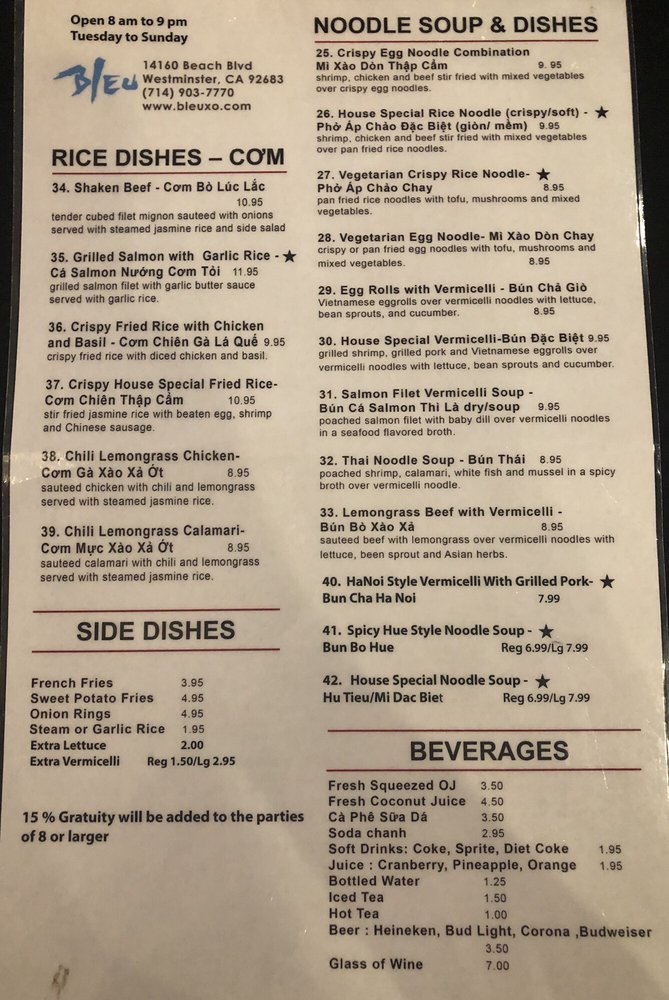 Open 8 am to 9 pm
Tuesday to Sunday
Bleu
14160 Beach Blvd
Westminster, CA 92683
(714) 903-7770
www.bleuxo.com
RICE DISHES – CƠM
34. Shaken Beef - Cơm Bò Lúc Lắc
10.95
tender cubed filet mignon sauteed with onions
served with steamed jasmine rice and side salad
35. Grilled Salmon with Garlic Rice - ★
Cá Salmon Nướng Cơm Tỏi 11.95
grilled salmon filet with garlic butter sauce
served with garlic rice.
36. Crispy Fried Rice with Chicken
and Basil - Cơm Chiên Gà Lá Quế 9.95
crispy fried rice with diced chicken and basil.
37. Crispy House Special Fried Rice-
Cơm Chiên Thập Cẩm 10.95
stir fried jasmine rice with beaten egg, shrimp
and Chinese sausage.
38. Chili Lemongrass Chicken-
Cơm Gà Xào Xả Ớt 8.95
sauteed chicken with chili and lemongrass
served with steamed jasmine rice.
39. Chili Lemongrass Calamari-
Cơm Mực Xào Xả Ớt 8.95
sauteed calamari with chili and lemongrass
served with steamed jasmine rice.
SIDE DISHES
French Fries 3.95
Sweet Potato Fries 4.95
Onion Rings 4.95
Steam or Garlic Rice 1.95
Extra Lettuce 2.00
Extra Vermicelli Reg 1.50/Lg 2.95
15 % Gratuity will be added to the parties
of 8 or larger
NOODLE SOUP & DISHES
25. Crispy Egg Noodle Combination
Mì Xào Dòn Thập Cẩm 9. 95
shrimp, chicken and beef stir fried with mixed vegetables
over crispy egg noodles.
26. House Special Rice Noodle (crispy/soft) - ★
Phở Áp Chảo Đặc Biệt (giòn/ mềm) 9.95
shrimp, chicken and beef stir fried with mixed vegetables
over pan fried rice noodles.
27. Vegetarian Crispy Rice Noodle- ★
Phở Áp Chảo Chay 8.95
pan fried rice noodles with tofu, mushrooms and mixed
vegetables.
28. Vegetarian Egg Noodle- Mì Xào Dòn Chay
crispy or pan fried egg noodles with tofu, mushrooms and
mixed vegetables. 8.95
29. Egg Rolls with Vermicelli - Bún Chả Giò
Vietnamese eggrolls over vermicelli noodles with lettuce,
bean sprouts, and cucumber. 8.95
30. House Special Vermicelli-Bún Đặc Biệt 9.95
grilled shrimp, grilled pork and Vietnamese eggrolls over
vermicelli noodles with lettuce, bean sprouts and cucumber.
31. Salmon Filet Vermicelli Soup -
Bún Cá Salmon Thì Là dry/soup 9.95
poached salmon filet with baby dill over vermicelli noodles
in a seafood flavored broth.
32. Thai Noodle Soup - Bún Thái 8.95
poached shrimp, calamari, white fish and mussel in a spicy
broth over vermicelli noodle.
33. Lemongrass Beef with Vermicelli -
Bún Bò Xào Xả 8.95
sauteed beef with lemongrass over vermicelli noodles with
lettuce, been sprout and Asian herbs.
40. HaNoi Style Vermicelli With Grilled Pork- ★
Bun Cha Ha Noi 7.99
41. Spicy Hue Style Noodle Soup - ★
Bun Bo Hue Reg 6.99/Lg 7.99
42. House Special Noodle Soup - ★
Hu Tieu/Mi Dac Biet Reg 6.99/Lg 7.99
BEVERAGES
Fresh Squeezed OJ 3.50
Fresh Coconut Juice 4.50
Cà Phê Sữa Dá 3.50
Soda chanh 2.95
Soft Drinks: Coke, Sprite, Diet Coke 1.95
Juice : Cranberry, Pineapple, Orange 1.95
Bottled Water 1.25
Iced Tea 1.50
Hot Tea 1.00
Beer : Heineken, Bud Light, Corona ,Budweiser
3.50
Glass of Wine 7.00